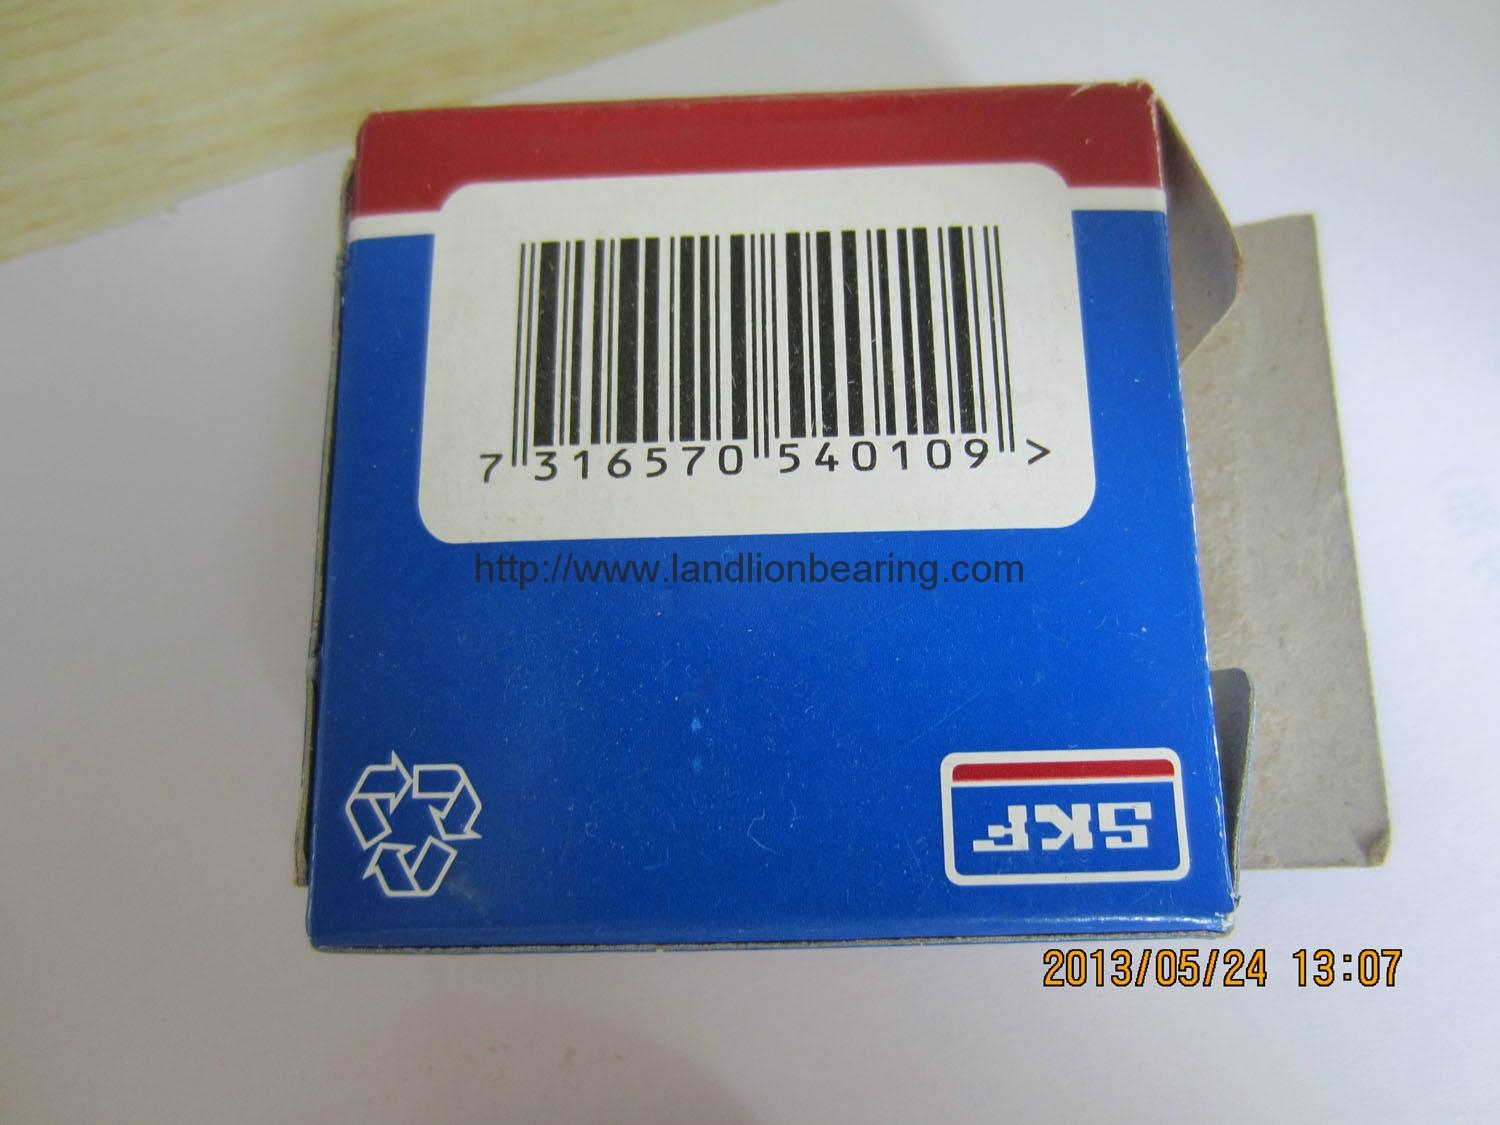 7 316570 540109 >
http://www.landlionbearing.com
SKF
2013/05/24 13:07